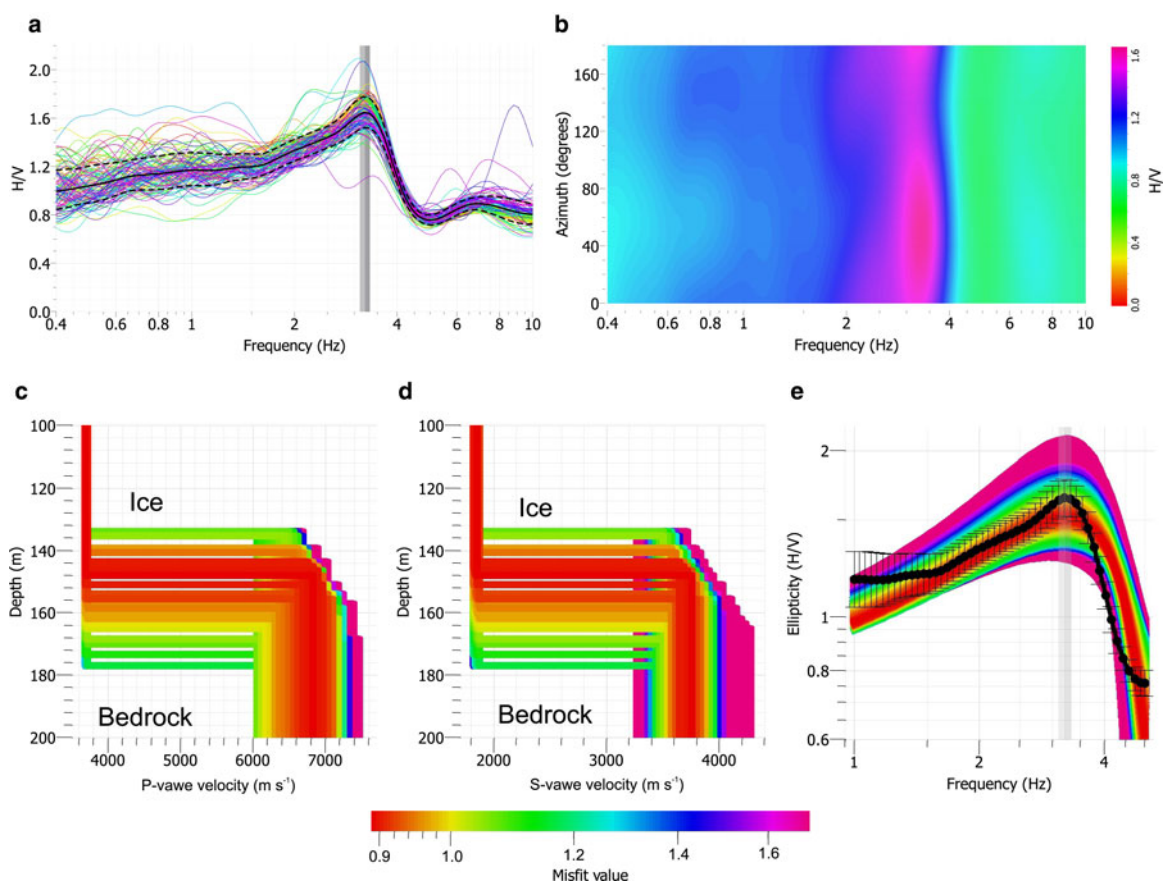 a
2.0
1.6
1.2
0.8
0.4
0.0
H/V
0.4 0.6 0.8 1 2 4 6 8 10
Frequency (Hz)
b
160
120
80
40
0
Azimuth (degrees)
0.4 0.6 0.8 1 2 4 6 8 10
Frequency (Hz)
1.6
1.2
0.8
0.4
0.0
H/V
c
100
120
140
160
180
200
Depth (m)
Ice
Bedrock
4000 5000 6000 7000
P-vawe velocity (m s⁻¹)
d
100
120
140
160
180
200
Depth (m)
Ice
Bedrock
2000 3000 4000
S-vawe velocity (m s⁻¹)
e
2
1
0.8
0.6
Ellipticity (H/V)
1 2 4
Frequency (Hz)
0.9 1.0 1.2 1.4 1.6
Misfit value